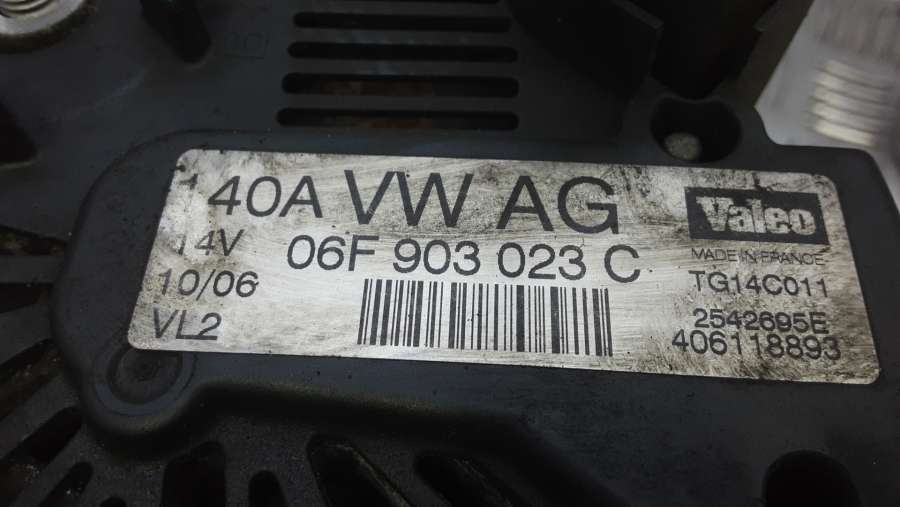 140A VW AG
14V 06F 903 023 C
10/06
VL2
Valeo
MADE IN FRANCE
TG14C011
2542695E
406118893